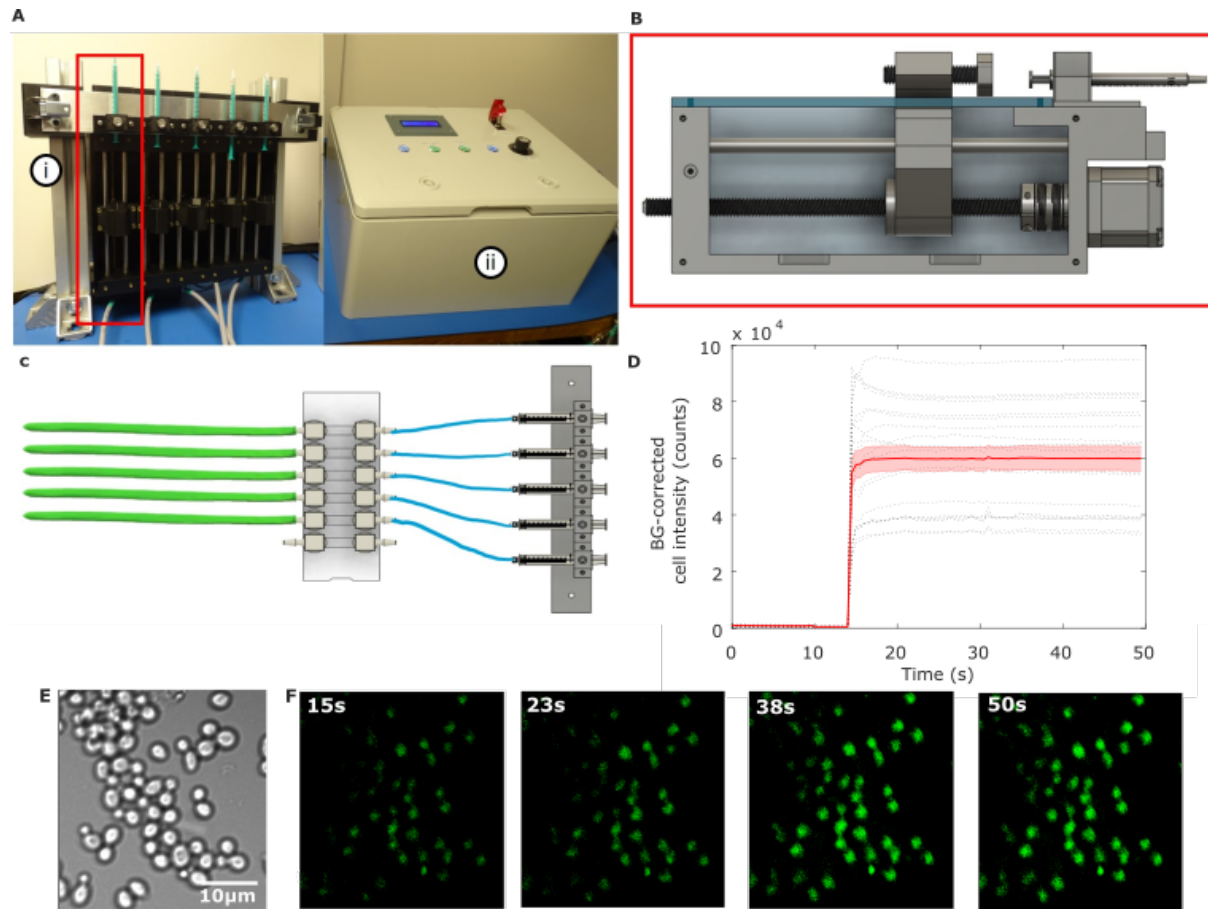 A
B
i
ii
C
D
x 10 4
10
8
6
4
2
0
BG-corrected
cell intensity (counts)
0 10 20 30 40 50
Time (s)
E
10µm
F
15s
23s
38s
50s